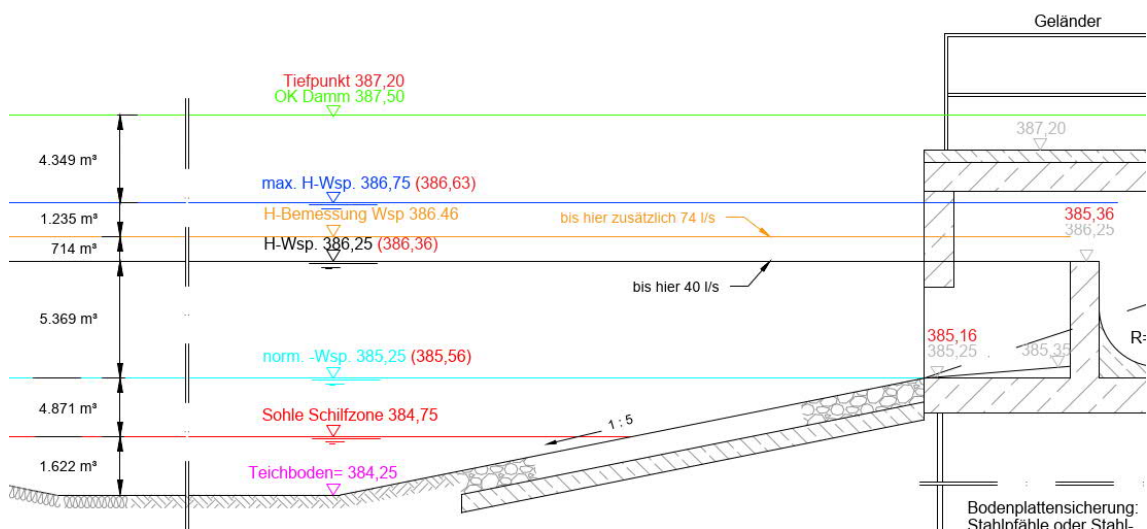 Geländer
Tiefpunkt 387,20
OK Damm 387,50
387,20
4.349 m³
max. H-Wsp. 386,75 (386,63)
1.235 m³
H-Bemessung Wsp 386.46
bis hier zusätzlich 74 l/s
385,36
386,25
714 m³
H-Wsp. 386,25 (386,36)
bis hier 40 l/s
5.369 m³
385,16
385,25
385,35
R=
norm. -Wsp. 385,25 (385,56)
4.871 m³
Sohle Schilfzone 384,75
1 : 5
1.622 m³
Teichboden= 384,25
Bodenplattensicherung:
Stahlpfähle oder Stahl-